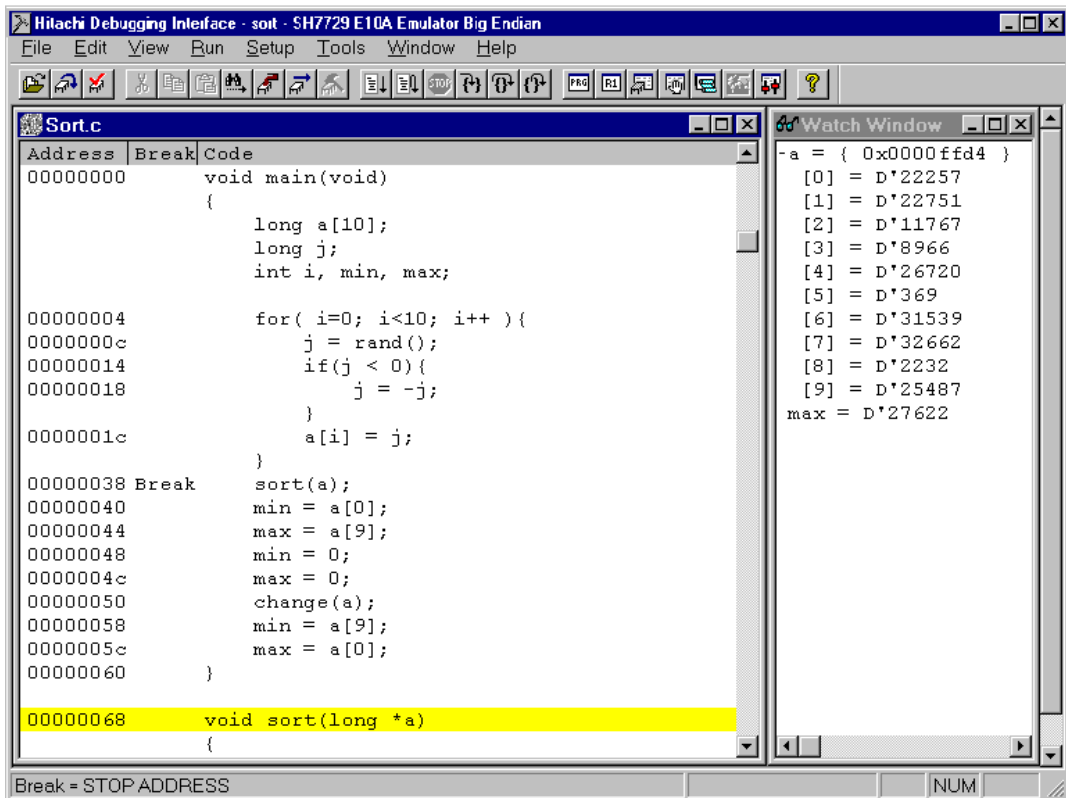 Hitachi Debugging Interface - sort - SH7729 E10A Emulator Big Endian
File Edit View Run Setup Tools Window Help
STOP PRG R1
Sort.c
Address Break Code
00000000 void main(void)
{
long a[10];
long j;
int i, min, max;
00000004 for( i=0; i<10; i++ ){
0000000c j = rand();
00000014 if(j < 0){
00000018 j = -j;
}
0000001c a[i] = j;
}
00000038 Break sort(a);
00000040 min = a[0];
00000044 max = a[9];
00000048 min = 0;
0000004c max = 0;
00000050 change(a);
00000058 min = a[9];
0000005c max = a[0];
00000060 }
00000068 void sort(long *a)
{
Watch Window
-a = { 0x0000ffd4 }
[0] = D'22257
[1] = D'22751
[2] = D'11767
[3] = D'8966
[4] = D'26720
[5] = D'369
[6] = D'31539
[7] = D'32662
[8] = D'2232
[9] = D'25487
max = D'27622
Break = STOP ADDRESS
NUM